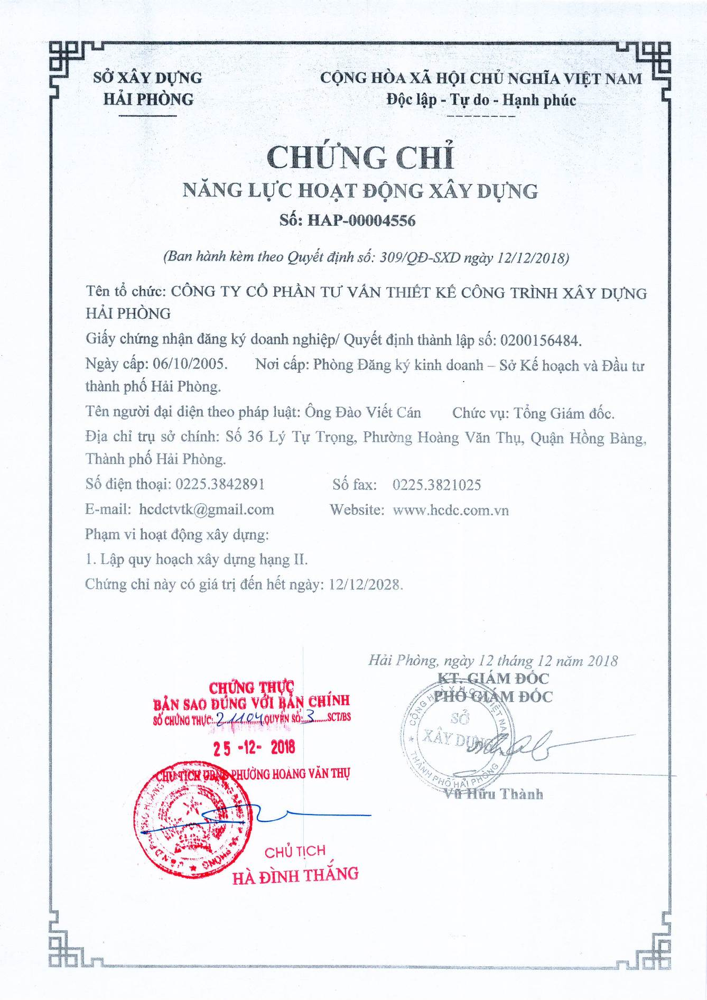 SỞ XÂY DỰNG
HẢI PHÒNG
CỘNG HÒA XÃ HỘI CHỦ NGHĨA VIỆT NAM
Độc lập - Tự do - Hạnh phúc
CHỨNG CHỈ
NĂNG LỰC HOẠT ĐỘNG XÂY DỰNG
Số: HAP-00004556
(Ban hành kèm theo Quyết định số: 309/QĐ-SXD ngày 12/12/2018)
Tên tổ chức: CÔNG TY CỔ PHẦN TƯ VẤN THIẾT KẾ CÔNG TRÌNH XÂY DỰNG
HẢI PHÒNG
Giấy chứng nhận đăng ký doanh nghiệp/ Quyết định thành lập số: 0200156484.
Ngày cấp: 06/10/2005. Nơi cấp: Phòng Đăng ký kinh doanh – Sở Kế hoạch và Đầu tư
thành phố Hải Phòng.
Tên người đại diện theo pháp luật: Ông Đào Viết Cán Chức vụ: Tổng Giám đốc.
Địa chỉ trụ sở chính: Số 36 Lý Tự Trọng, Phường Hoàng Văn Thụ, Quận Hồng Bàng,
Thành phố Hải Phòng.
Số điện thoại: 0225.3842891 Số fax: 0225.3821025
E-mail: hcdctvtk@gmail.com Website: www.hcdc.com.vn
Phạm vi hoạt động xây dựng:
1. Lập quy hoạch xây dựng hạng II.
Chứng chỉ này có giá trị đến hết ngày: 12/12/2028.
Hải Phòng, ngày 12 tháng 12 năm 2018
KT. GIÁM ĐỐC
PHÓ GIÁM ĐỐC
CỘNG HÒA X.H.C.N VIỆT NAM
SỞ
XÂY DỰNG
THÀNH PHỐ HẢI PHÒNG
Vũ Hữu Thành
CHỨNG THỰC
BẢN SAO ĐÚNG VỚI BẢN CHÍNH
SỐ CHỨNG THỰC: 21104 QUYỂN SỐ: 3 SCT/BS
25 -12- 2018
CHỦ TỊCH UBND PHƯỜNG HOÀNG VĂN THỤ
CHỦ TỊCH
HÀ ĐÌNH THẮNG